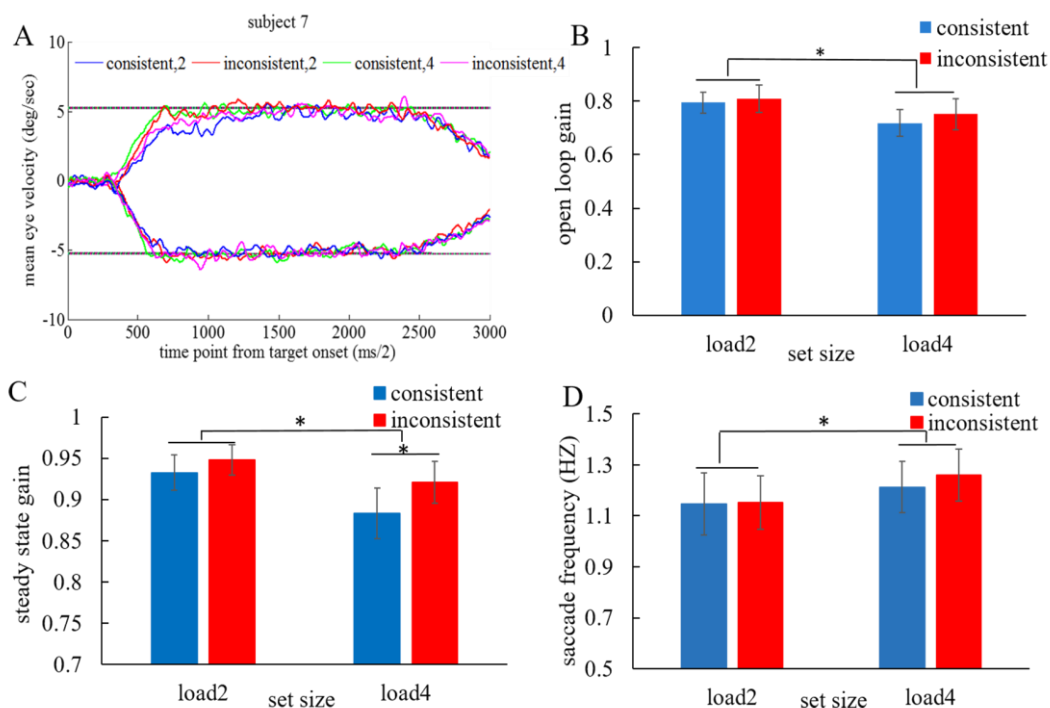 subject 7
A
10
5
0
-5
-10
mean eye velocity (deg/sec)
consistent,2 inconsistent,2 consistent,4 inconsistent,4
0 500 1000 1500 2000 2500 3000
time point from target onset (ms/2)
B
consistent
inconsistent
*
1
0.8
0.6
0.4
0.2
0
open loop gain
load2 load4
set size
C
consistent
inconsistent
*
*
1
0.95
0.9
0.85
0.8
0.75
0.7
steady state gain
load2 load4
set size
D
consistent
inconsistent
*
1.5
1.3
1.1
0.9
0.7
0.5
saccade frequency (HZ)
load2 load4
set size